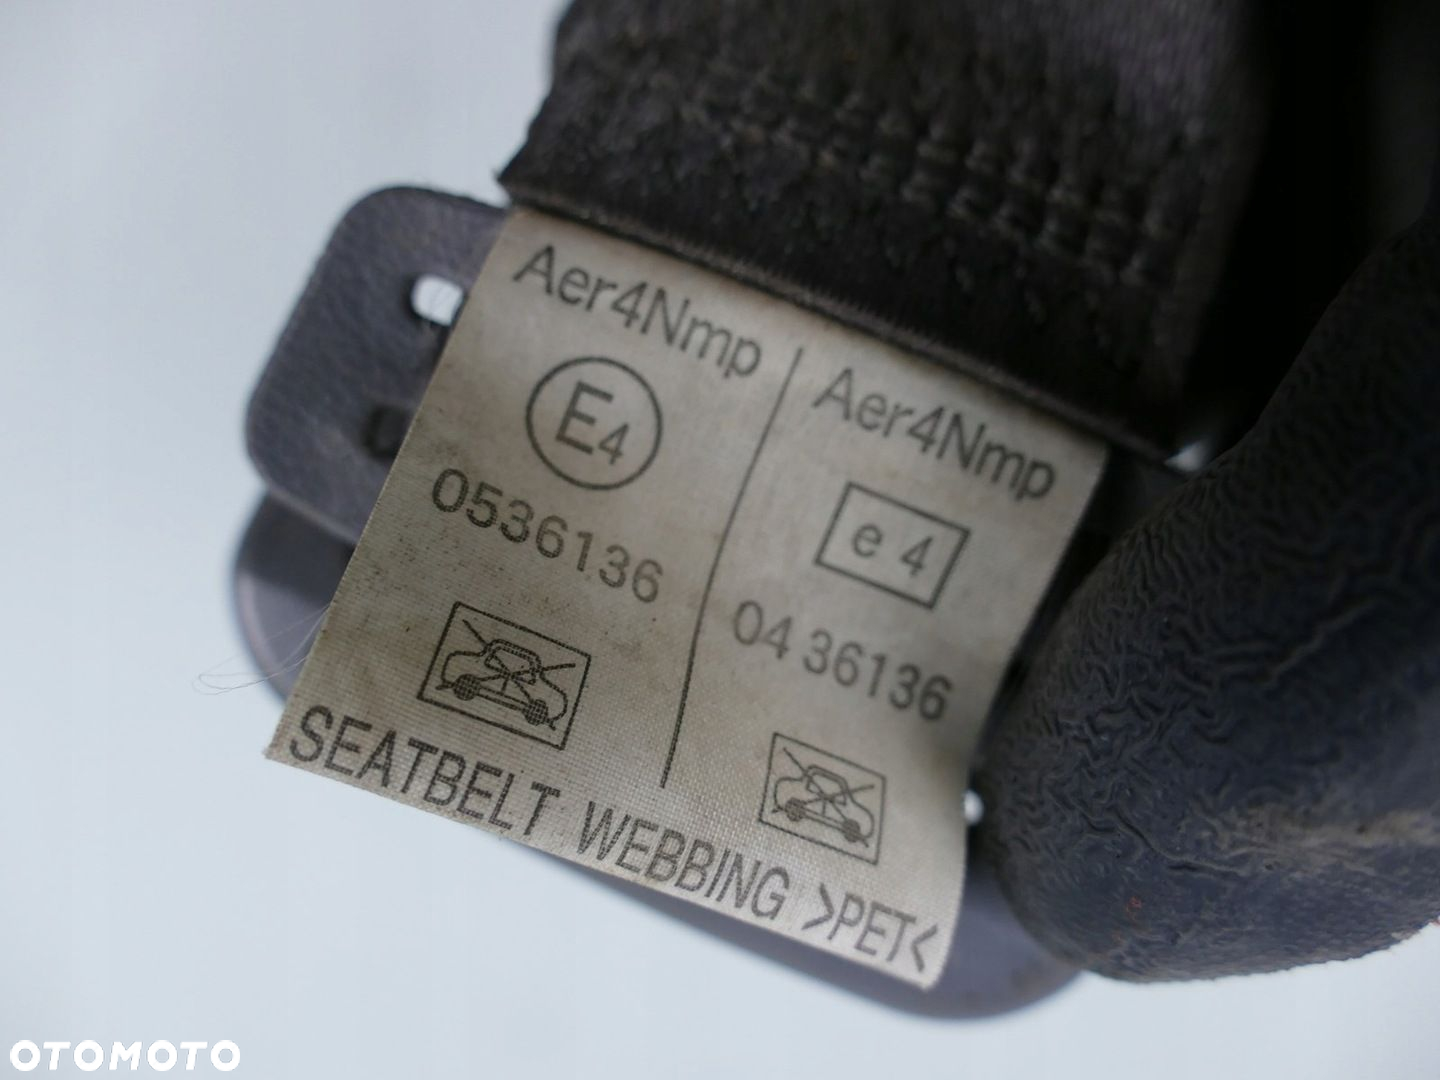 Aer4Nmp
E4
0536136
Aer4Nmp
e 4
04 36136
SEATBELT WEBBING >PET<
OTOMOTO